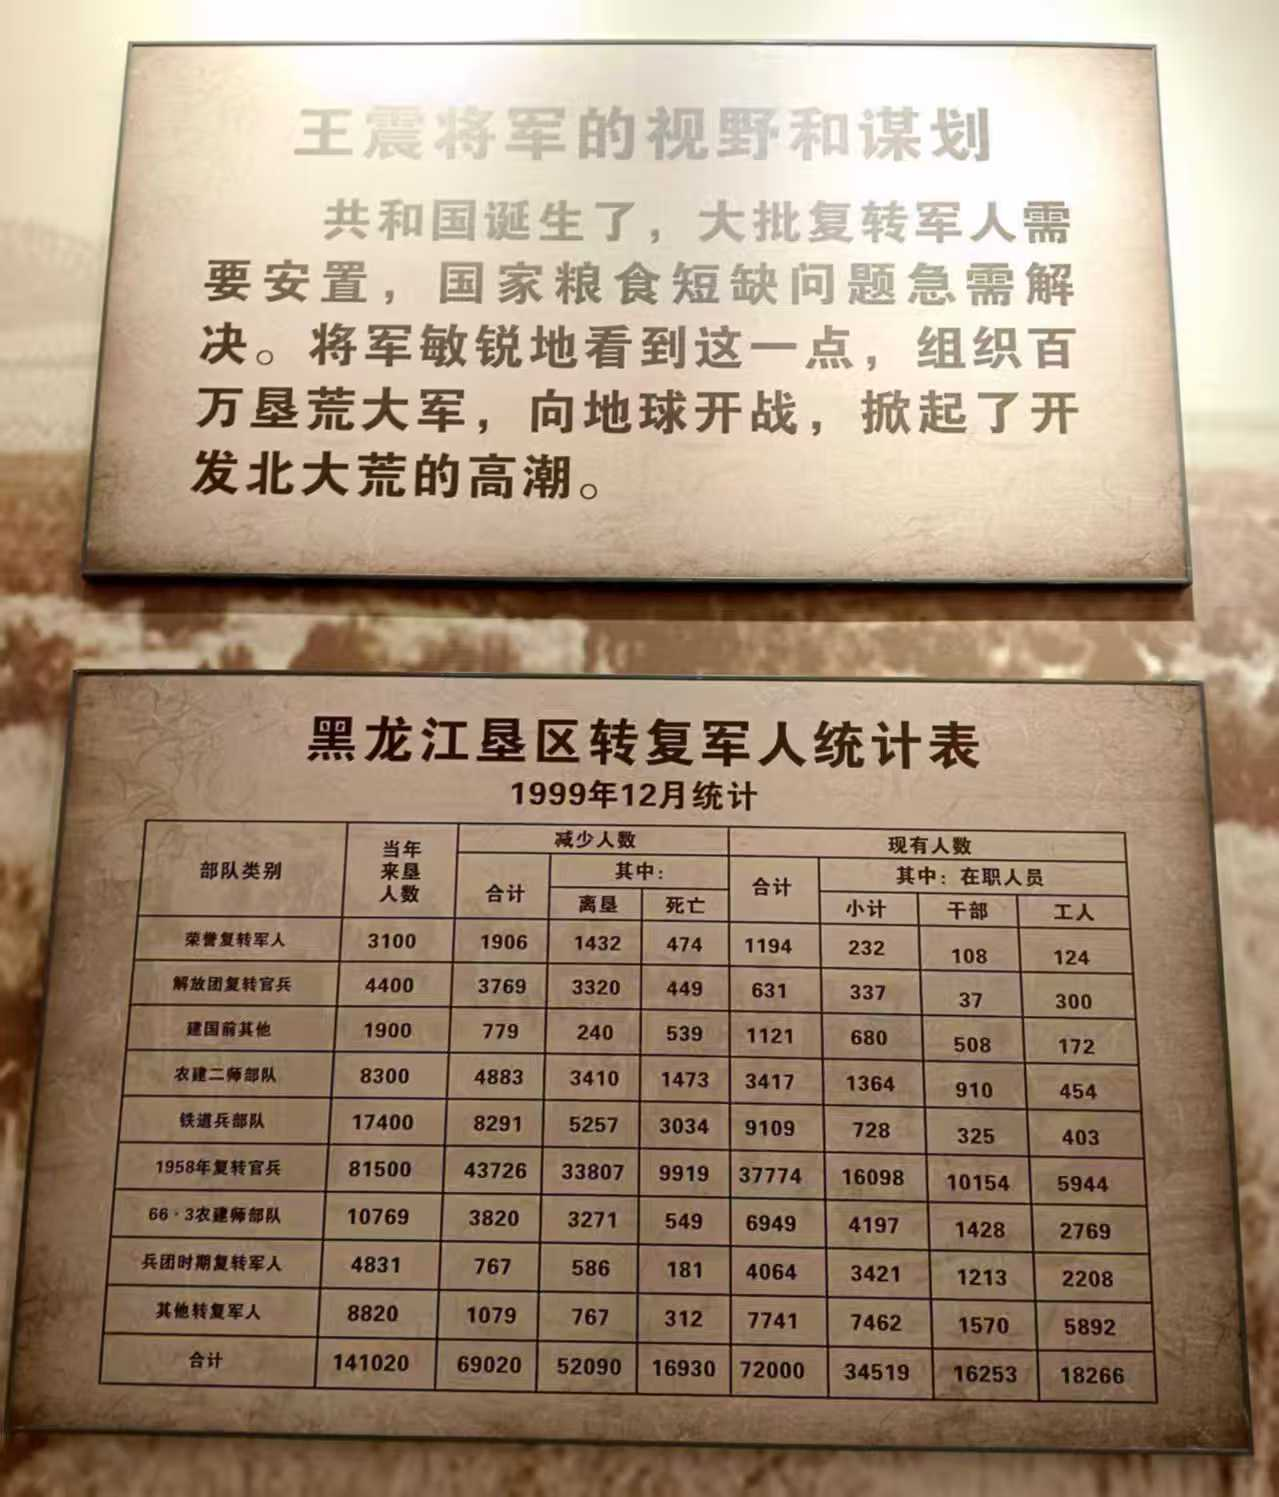 王震将军的视野和谋划
共和国诞生了，大批复转军人需
要安置，国家粮食短缺问题急需解
决。将军敏锐地看到这一点，组织百
万垦荒大军，向地球开战，掀起了开
发北大荒的高潮。
黑龙江垦区转复军人统计表
1999年12月统计
部队类别 当年来垦人数 减少人数 现有人数
合计 其中： 合计 其中：在职人员
离垦 死亡 小计 干部 工人
荣誉复转军人 3100 1906 1432 474 1194 232 108 124
解放团复转官兵 4400 3769 3320 449 631 337 37 300
建国前其他 1900 779 240 539 1121 680 508 172
农建二师部队 8300 4883 3410 1473 3417 1364 910 454
铁道兵部队 17400 8291 5257 3034 9109 728 325 403
1958年复转官兵 81500 43726 33807 9919 37774 16098 10154 5944
66·3农建师部队 10769 3820 3271 549 6949 4197 1428 2769
兵团时期复转军人 4831 767 586 181 4064 3421 1213 2208
其他转复军人 8820 1079 767 312 7741 7462 1570 5892
合计 141020 69020 52090 16930 72000 34519 16253 18266